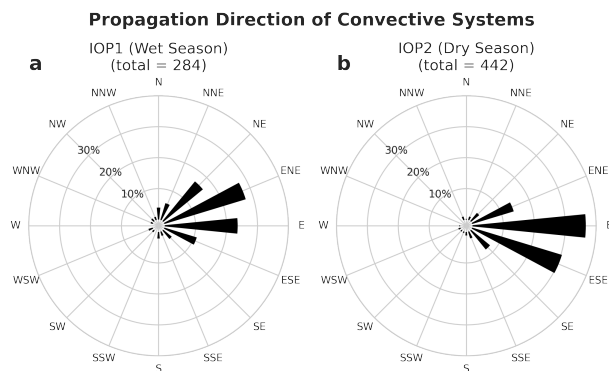 Propagation Direction of Convective Systems
a
IOP1 (Wet Season)
(total = 284)
N
NNE
NE
ENE
E
ESE
SE
SSE
S
SSW
SW
WSW
W
WNW
NW
NNW
30%
20%
10%
b
IOP2 (Dry Season)
(total = 442)
N
NNE
NE
ENE
E
ESE
SE
SSE
S
SSW
SW
WSW
W
WNW
NW
NNW
30%
20%
10%